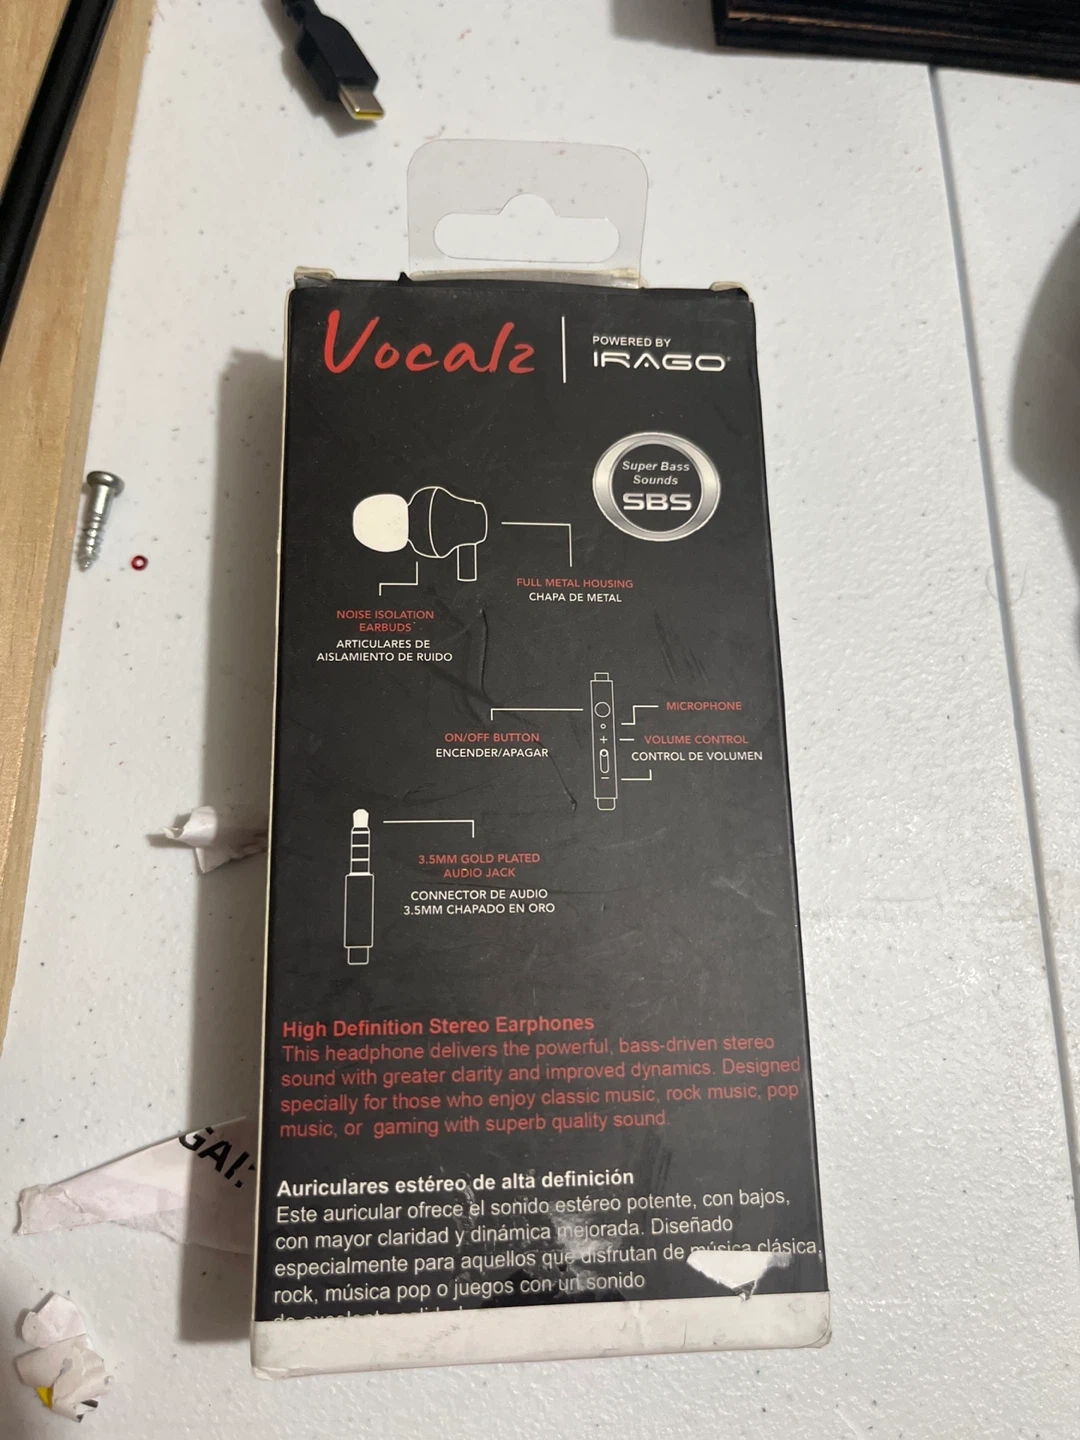 Vocalz
POWERED BY
IRAGO
Super Bass
Sounds
SBS
FULL METAL HOUSING
CHAPA DE METAL
NOISE ISOLATION
EARBUDS
ARTICULARES DE
AISLAMIENTO DE RUIDO
MICROPHONE
ON/OFF BUTTON
ENCENDER/APAGAR
VOLUME CONTROL
CONTROL DE VOLUMEN
+
-
3.5MM GOLD PLATED
AUDIO JACK
CONNECTOR DE AUDIO
3.5MM CHAPADO EN ORO
High Definition Stereo Earphones
This headphone delivers the powerful, bass-driven stereo
sound with greater clarity and improved dynamics. Designed
specially for those who enjoy classic music, rock music, pop
music, or gaming with superb quality sound.
Auriculares estéreo de alta definición
Este auricular ofrece el sonido estéreo potente, con bajos,
con mayor claridad y dinámica mejorada. Diseñado
especialmente para aquellos que disfrutan de música clásica,
rock, música pop o juegos con un sonido
de